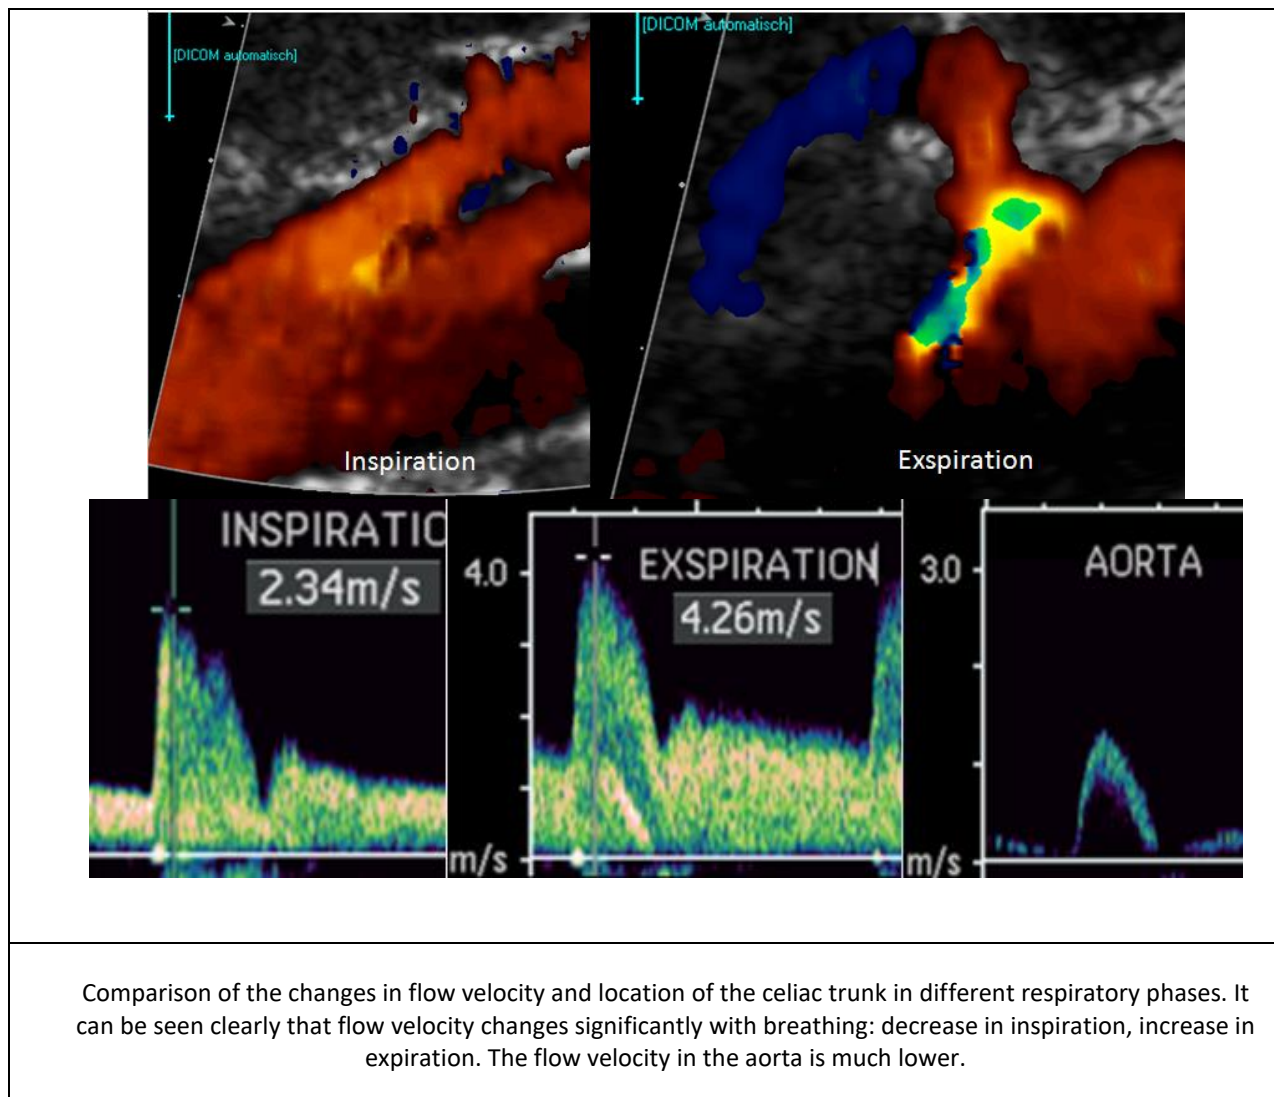 [DICOM automatisch]
[DICOM automatisch]
Inspiration
Exspiration
INSPIRATIO
2.34m/s
4.0
EXSPIRATION
4.26m/s
m/s
3.0
AORTA
m/s
Comparison of the changes in flow velocity and location of the celiac trunk in different respiratory phases. It
can be seen clearly that flow velocity changes significantly with breathing: decrease in inspiration, increase in
expiration. The flow velocity in the aorta is much lower.